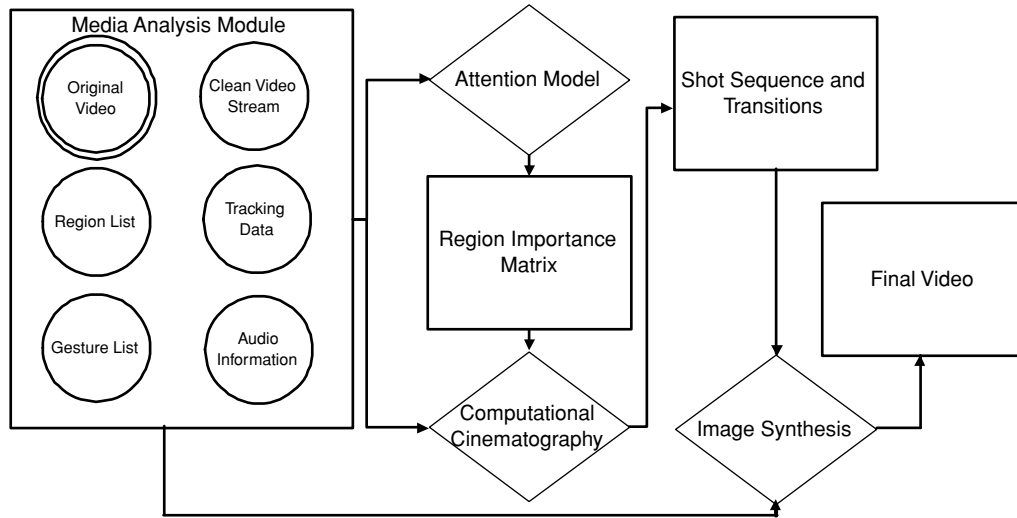 Media Analysis Module
Original
Video
Clean Video
Stream
Region List
Tracking
Data
Gesture List
Audio
Information
Attention Model
Region Importance
Matrix
Computational
Cinematography
Shot Sequence and
Transitions
Image Synthesis
Final Video